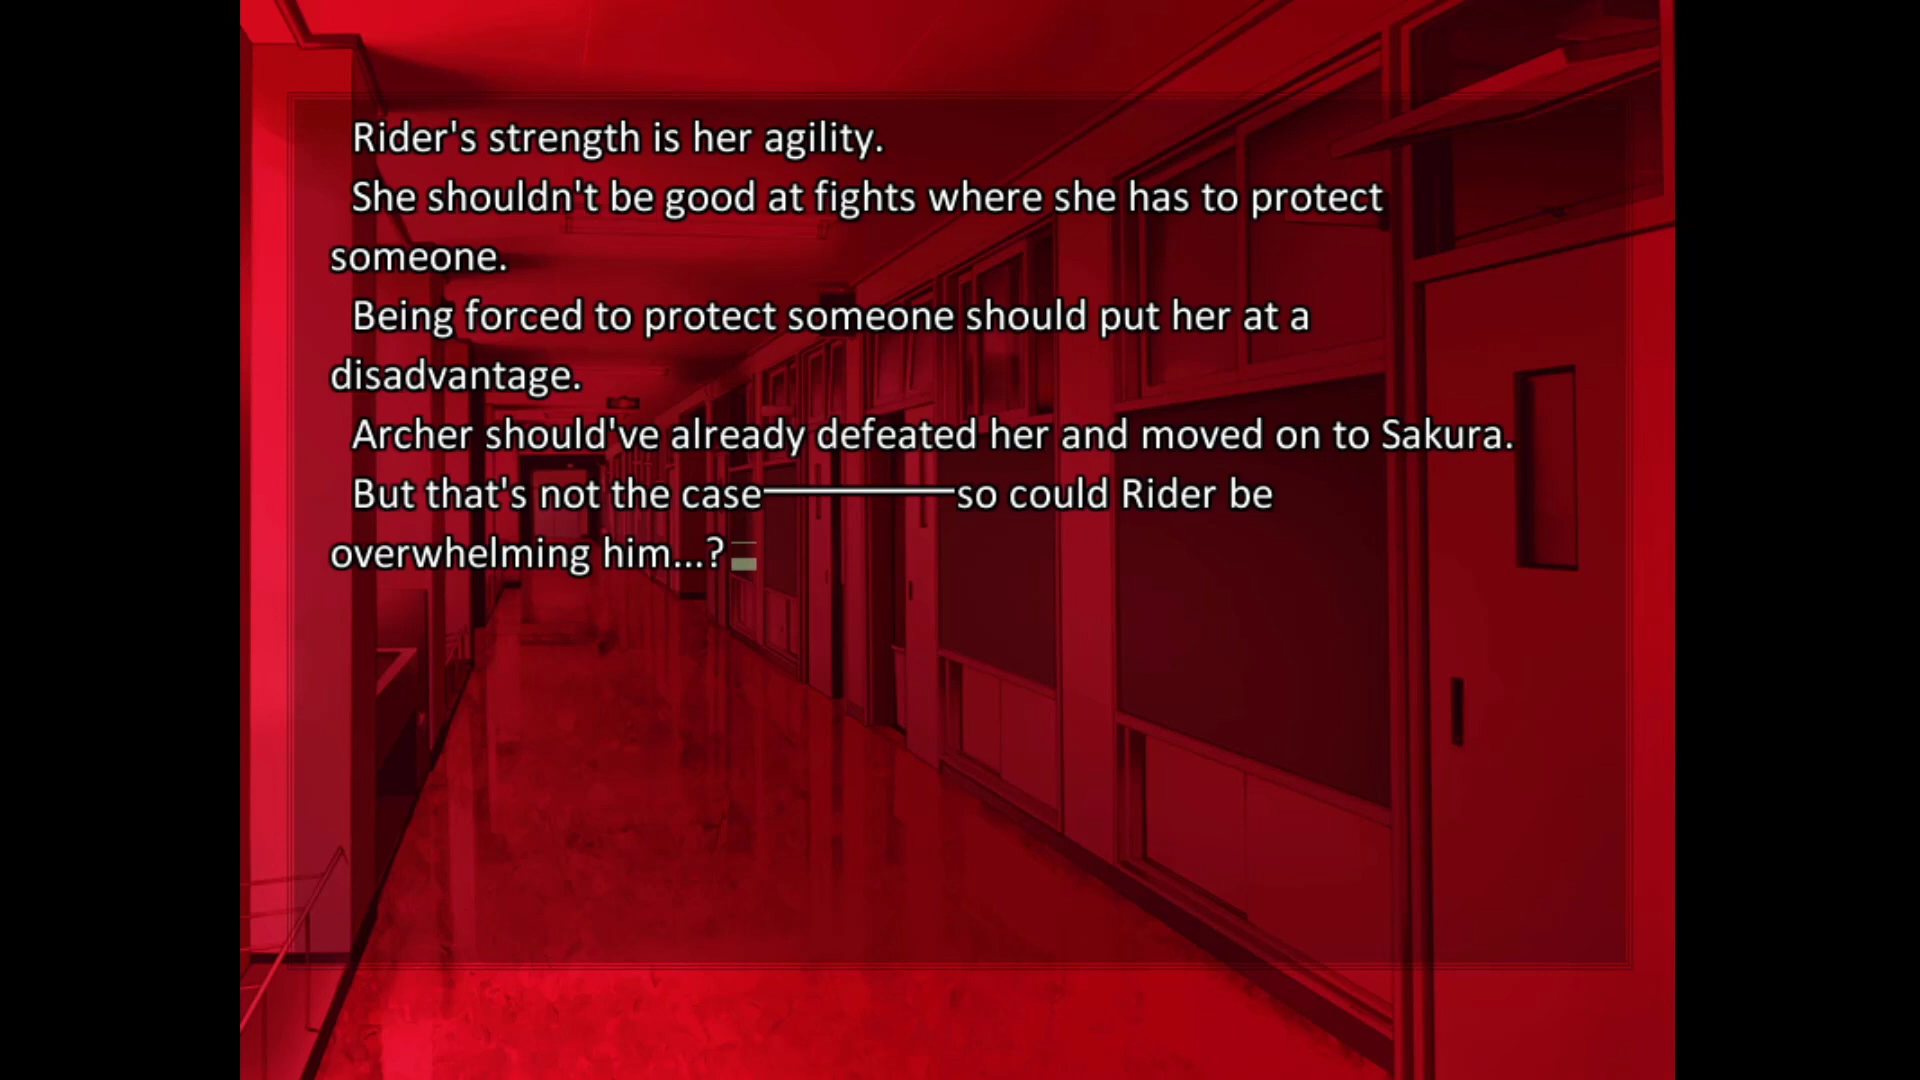 Rider's strength is her agility.
She shouldn't be good at fights where she has to protect
someone.
Being forced to protect someone should put her at a
disadvantage.
Archer should've already defeated her and moved on to Sakura.
But that's not the case―――――so could Rider be
overwhelming him...?